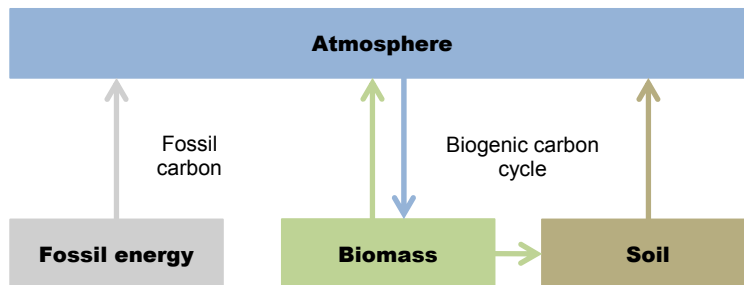 Atmosphere
Fossil
carbon
Biogenic carbon
cycle
Fossil energy
Biomass
Soil